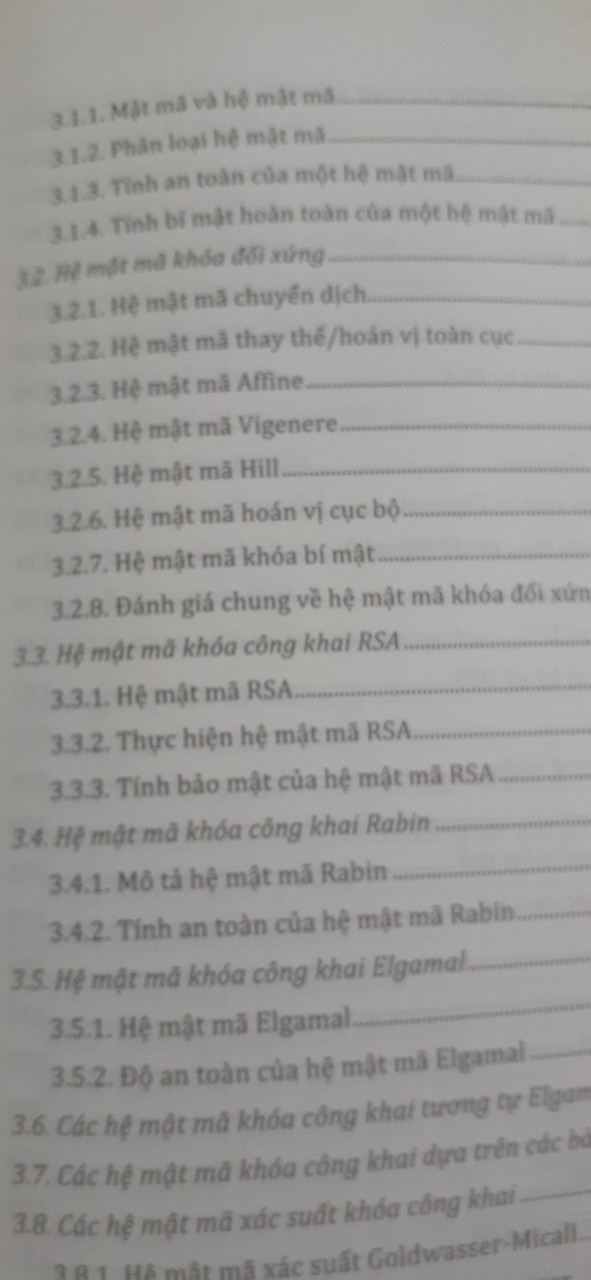 3.1.1. Mật mã và hệ mật mã
3.1.2. Phân loại hệ mật mã
3.1.3. Tính an toàn của một hệ mật mã
3.1.4. Tính bí mật hoàn toàn của một hệ mật mã
3.2. Hệ mật mã khóa đối xứng
3.2.1. Hệ mật mã chuyển dịch
3.2.2. Hệ mật mã thay thế/hoán vị toàn cục
3.2.3. Hệ mật mã Affine
3.2.4. Hệ mật mã Vigenere
3.2.5. Hệ mật mã Hill
3.2.6. Hệ mật mã hoán vị cục bộ
3.2.7. Hệ mật mã khóa bí mật
3.2.8. Đánh giá chung về hệ mật mã khóa đối xứn
3.3. Hệ mật mã khóa công khai RSA
3.3.1. Hệ mật mã RSA
3.3.2. Thực hiện hệ mật mã RSA
3.3.3. Tính bảo mật của hệ mật mã RSA
3.4. Hệ mật mã khóa công khai Rabin
3.4.1. Mô tả hệ mật mã Rabin
3.4.2. Tính an toàn của hệ mật mã Rabin
3.5. Hệ mật mã khóa công khai Elgamal
3.5.1. Hệ mật mã Elgamal
3.5.2. Độ an toàn của hệ mật mã Elgamal
3.6. Các hệ mật mã khóa công khai tương tự Elgam
3.7. Các hệ mật mã khóa công khai dựa trên các bà
3.8. Các hệ mật mã xác suất khóa công khai
3.8.1. Hệ mật mã xác suất Goldwasser-Micali